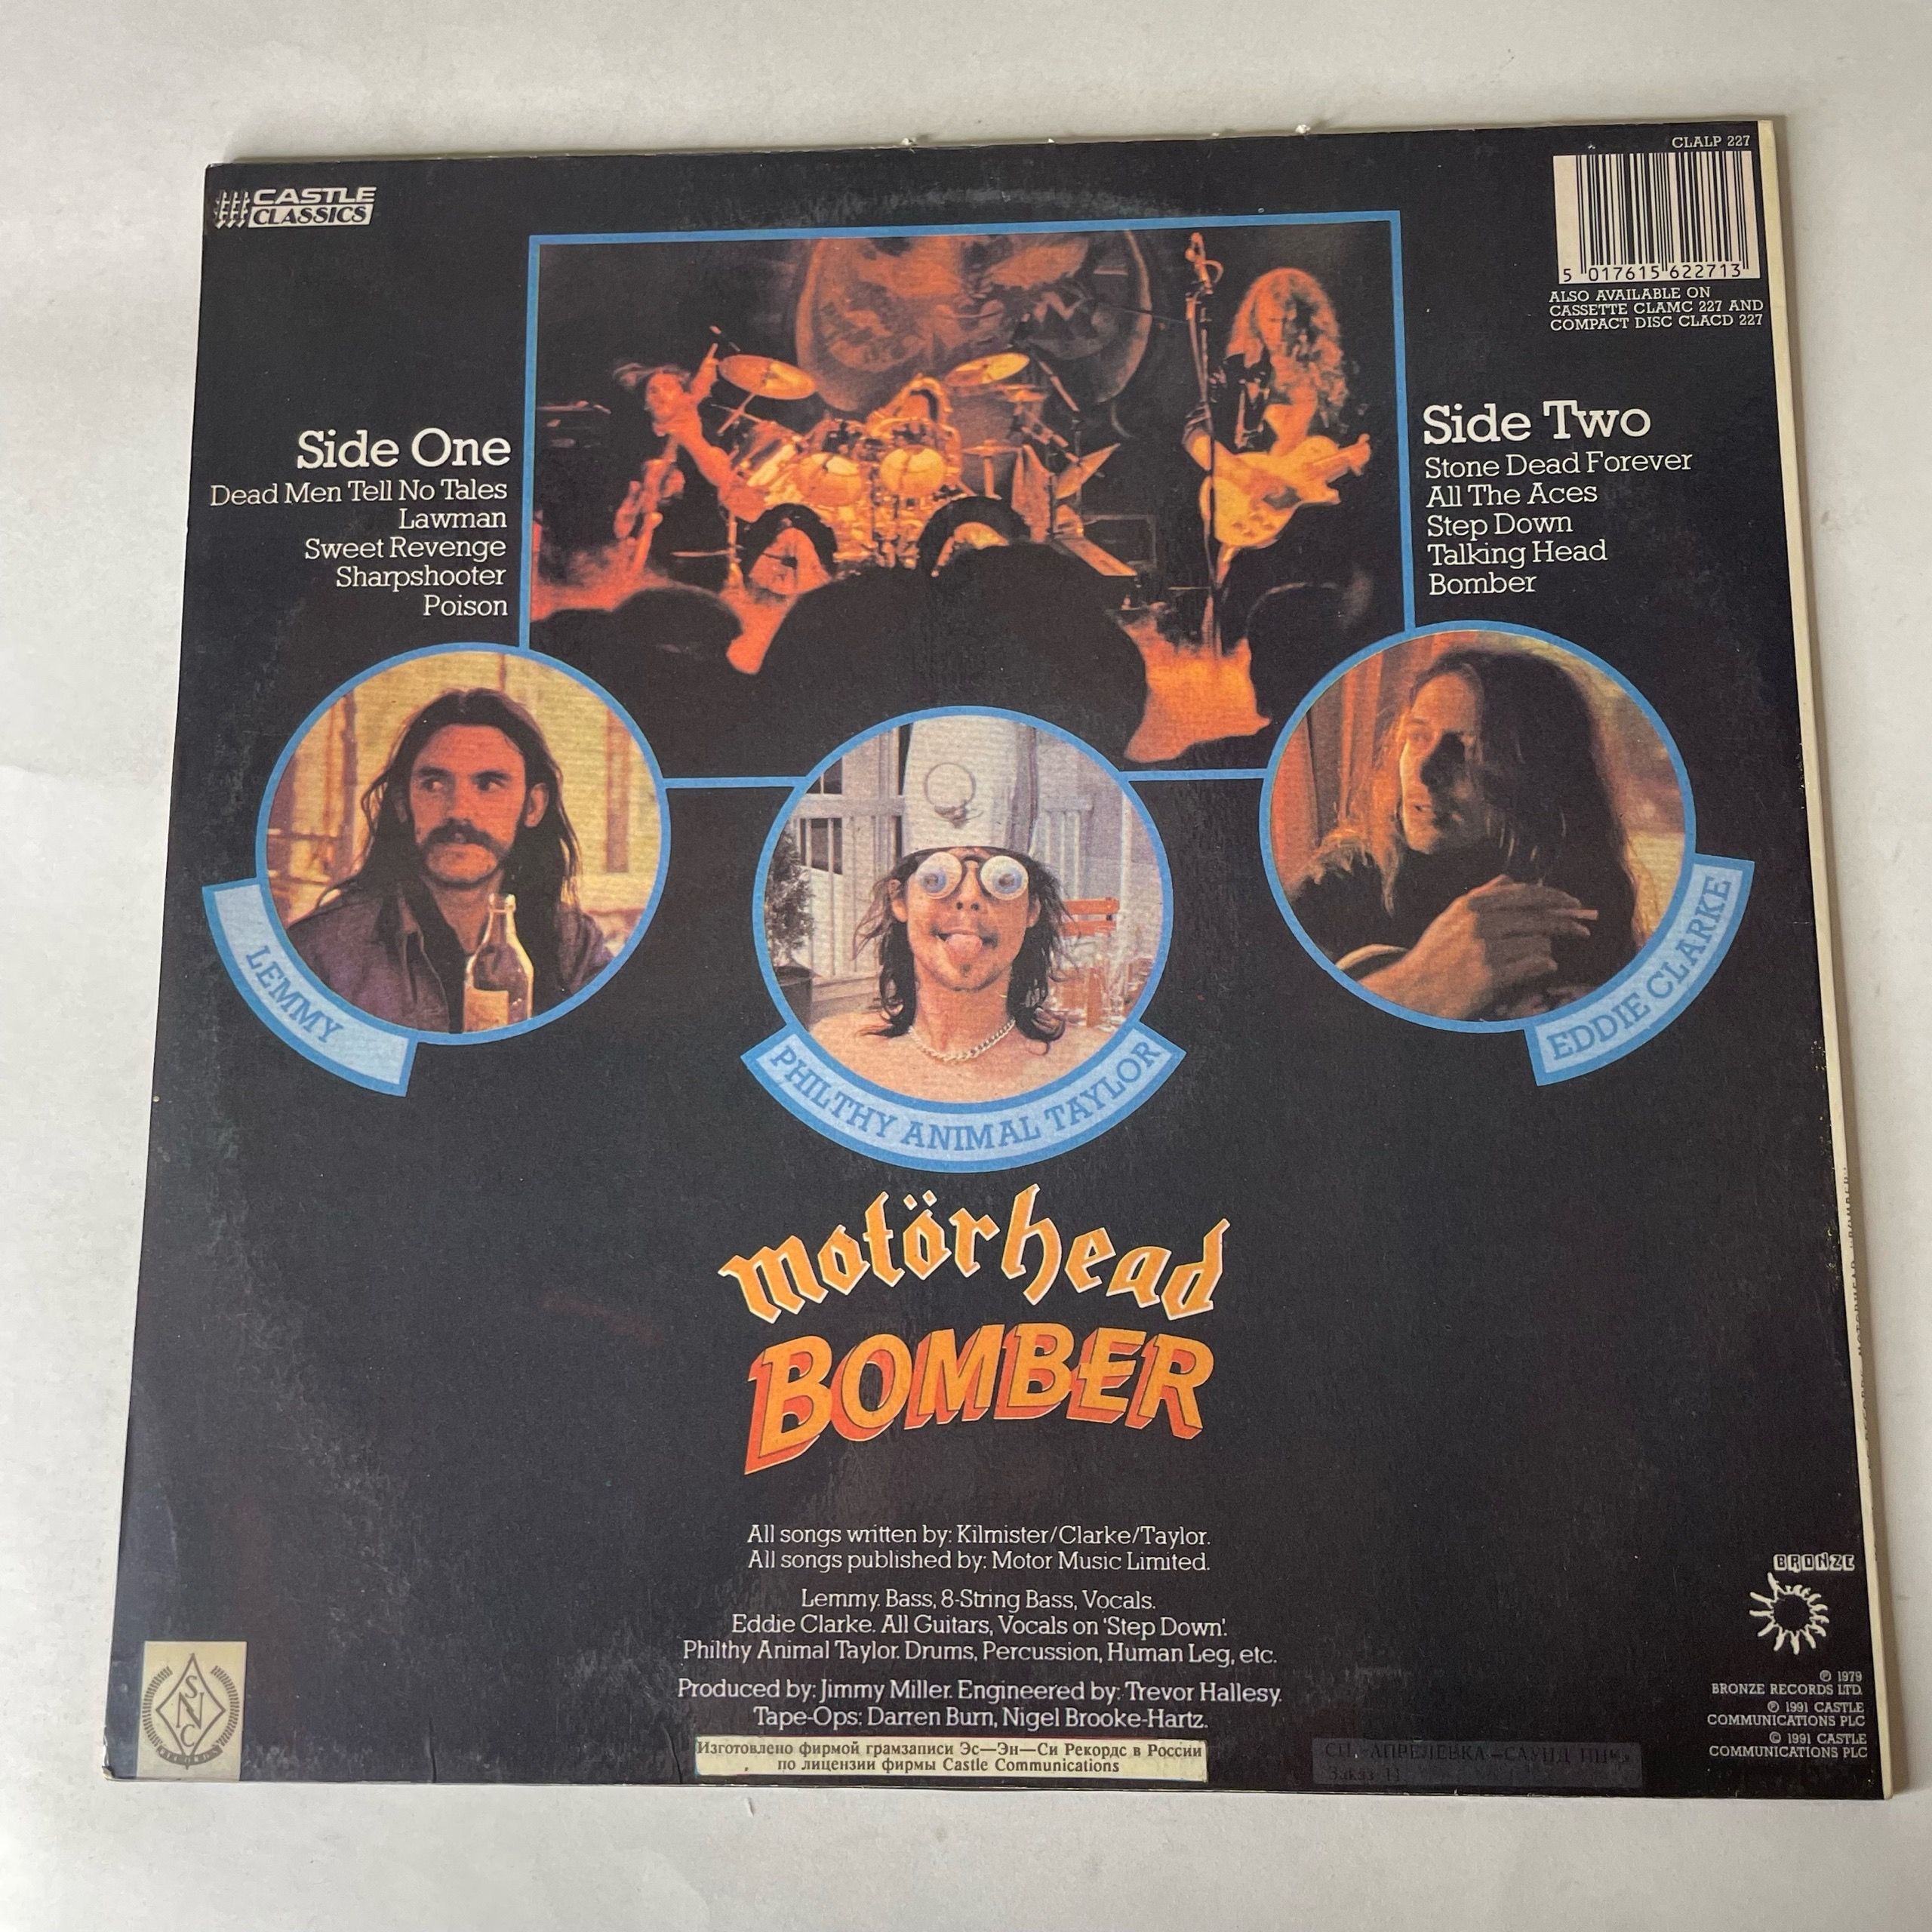 CASTLE
CLASSICS
CLALP 227
5 017615 622713
ALSO AVAILABLE ON
CASSETTE CLAMC 227 AND
COMPACT DISC CLACD 227
Side One
Dead Men Tell No Tales
Lawman
Sweet Revenge
Sharpshooter
Poison
Side Two
Stone Dead Forever
All The Aces
Step Down
Talking Head
Bomber
LEMMY
PHILTHY ANIMAL TAYLOR
EDDIE CLARKE
motörhead
BOMBER
All songs written by: Kilmister/Clarke/Taylor.
All songs published by: Motor Music Limited.
Lemmy. Bass, 8-String Bass, Vocals.
Eddie Clarke. All Guitars, Vocals on 'Step Down'.
Philthy Animal Taylor. Drums, Percussion, Human Leg, etc.
Produced by: Jimmy Miller. Engineered by: Trevor Hallesy.
Tape-Ops: Darren Burn, Nigel Brooke-Hartz.
Изготовлено фирмой грамзаписи Эс—Эн—Си Рекордс в России
по лицензии фирмы Castle Communications
SNC
RECORDS
BRONZE
℗ 1979
BRONZE RECORDS LTD.
℗ 1991 CASTLE
COMMUNICATIONS PLC
© 1991 CASTLE
COMMUNICATIONS PLC
АПРЕЛЕВКА—САУНД
Заказ